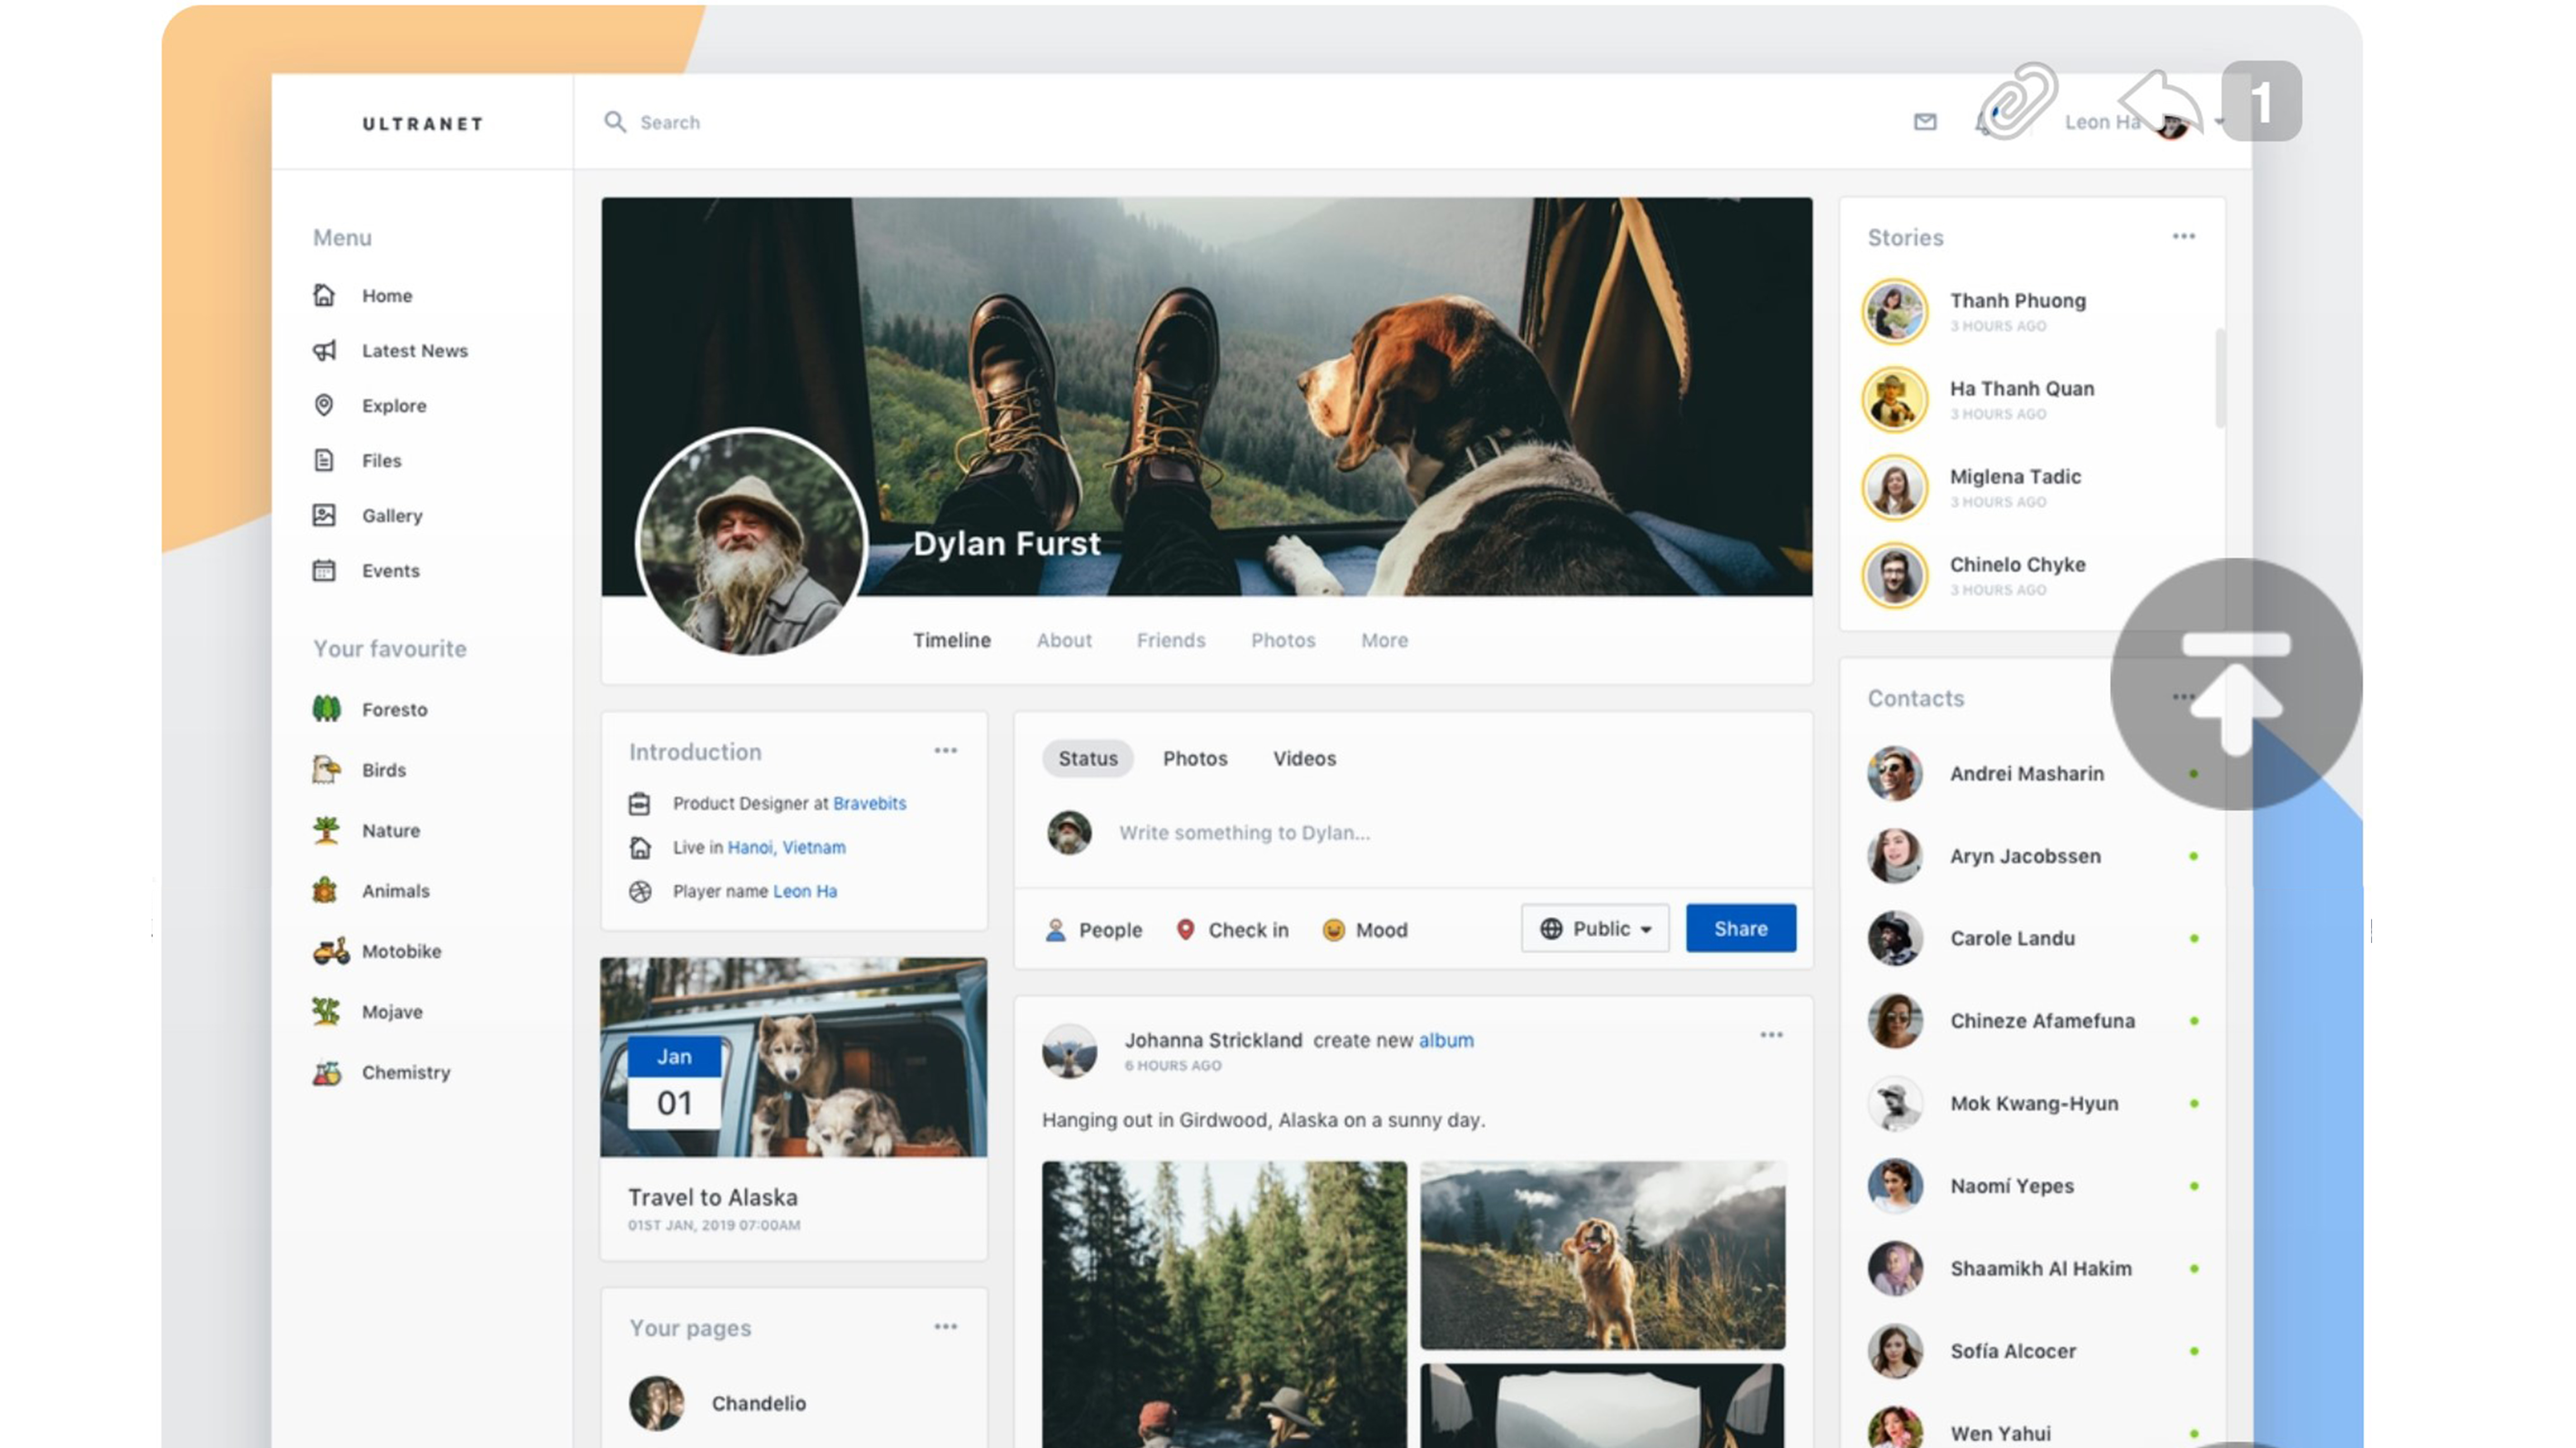 ULTRANET
Search
Leon Ha
1
Menu
Home
Latest News
Explore
Files
Gallery
Events
Your favourite
Foresto
Birds
Nature
Animals
Motobike
Mojave
Chemistry
Dylan Furst
Timeline About Friends Photos More
Introduction
Product Designer at Bravebits
Live in Hanoi, Vietnam
Player name Leon Ha
Jan
01
Travel to Alaska
01ST JAN, 2019 07:00AM
Your pages
Chandelio
Status Photos Videos
Write something to Dylan...
People Check in Mood Public Share
Johanna Strickland create new album
6 HOURS AGO
Hanging out in Girdwood, Alaska on a sunny day.
Stories
Thanh Phuong
3 HOURS AGO
Ha Thanh Quan
3 HOURS AGO
Miglena Tadic
3 HOURS AGO
Chinelo Chyke
3 HOURS AGO
Contacts
Andrei Masharin
Aryn Jacobssen
Carole Landu
Chineze Afamefuna
Mok Kwang-Hyun
Naomí Yepes
Shaamikh Al Hakim
Sofía Alcocer
Wen Yahui